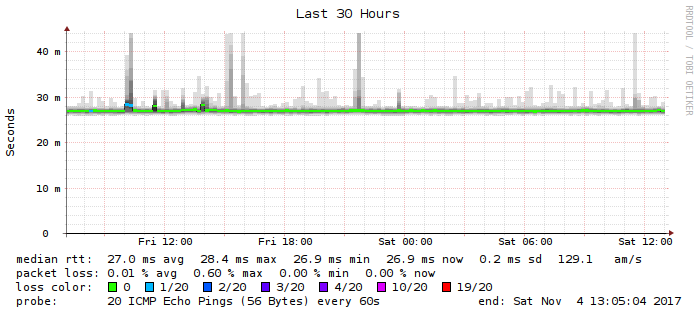 Last 30 Hours
RRDTOOL / TOBI OETIKER
Seconds
40 m
30 m
20 m
10 m
0
Fri 12:00 Fri 18:00 Sat 00:00 Sat 06:00 Sat 12:00
median rtt: 27.0 ms avg 28.4 ms max 26.9 ms min 26.9 ms now 0.2 ms sd 129.1 am/s
packet loss: 0.01 % avg 0.60 % max 0.00 % min 0.00 % now
loss color: 0 1/20 2/20 3/20 4/20 10/20 19/20
probe: 20 ICMP Echo Pings (56 Bytes) every 60s end: Sat Nov 4 13:05:04 2017